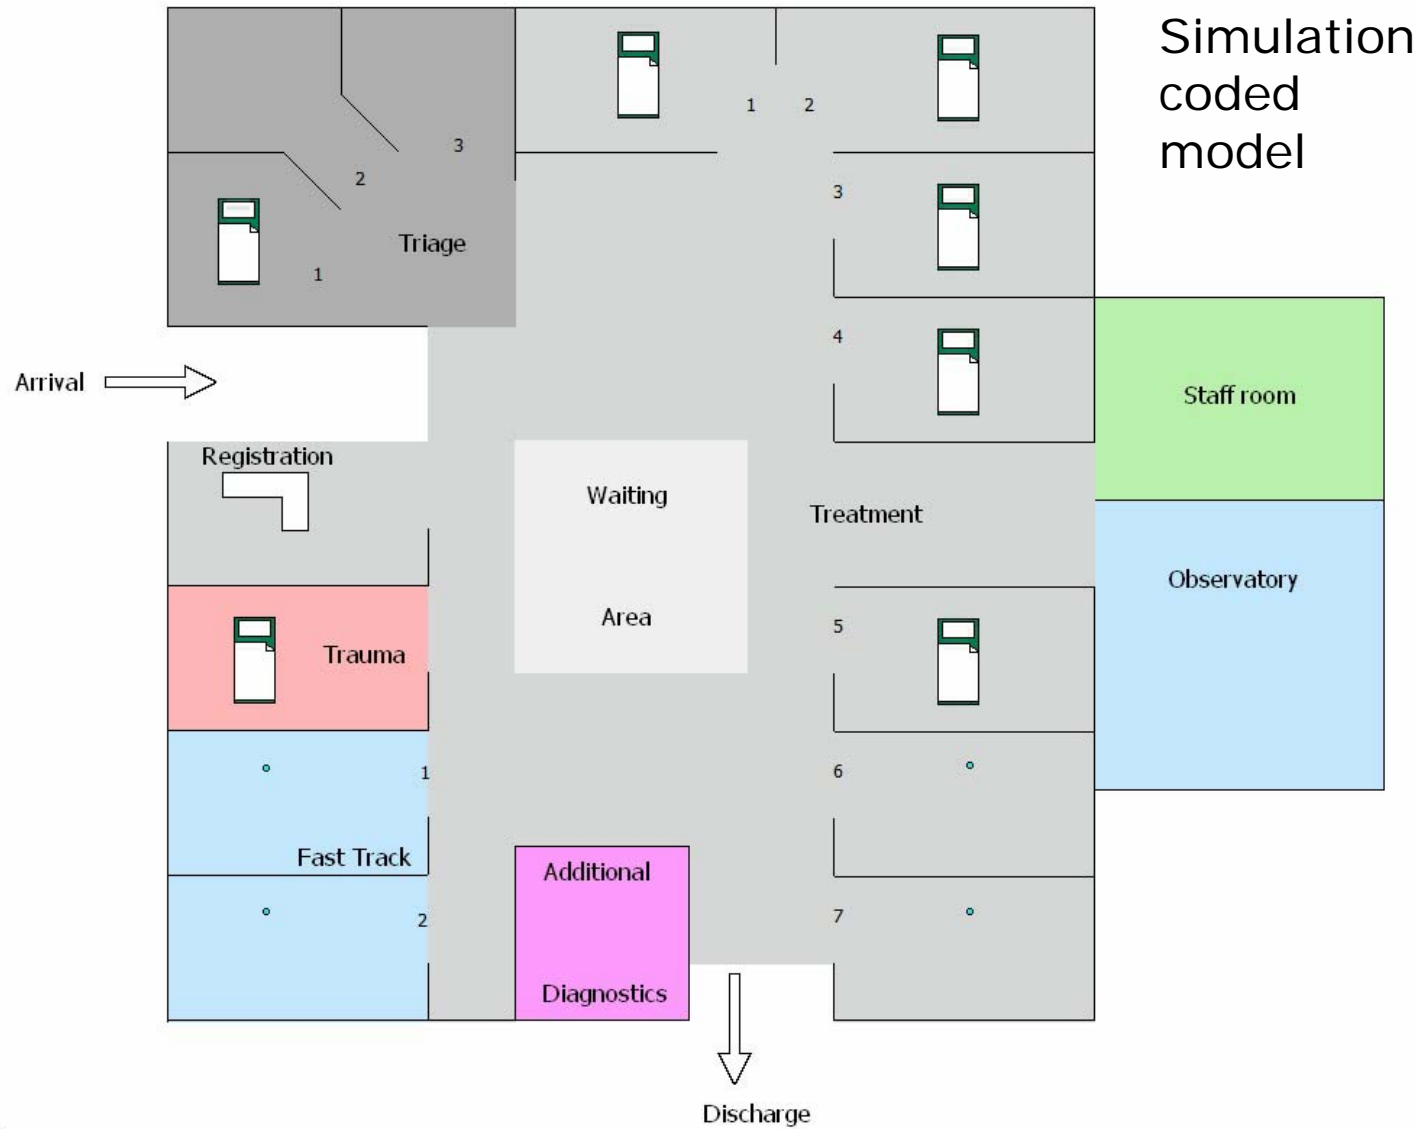 Simulation
coded
model
1 2
3
2
3
Triage
1
4
Arrival
Staff room
Registration
Waiting
Treatment
Observatory
Area
5
Trauma
1
6
Fast Track
Additional
2
7
Diagnostics
Discharge